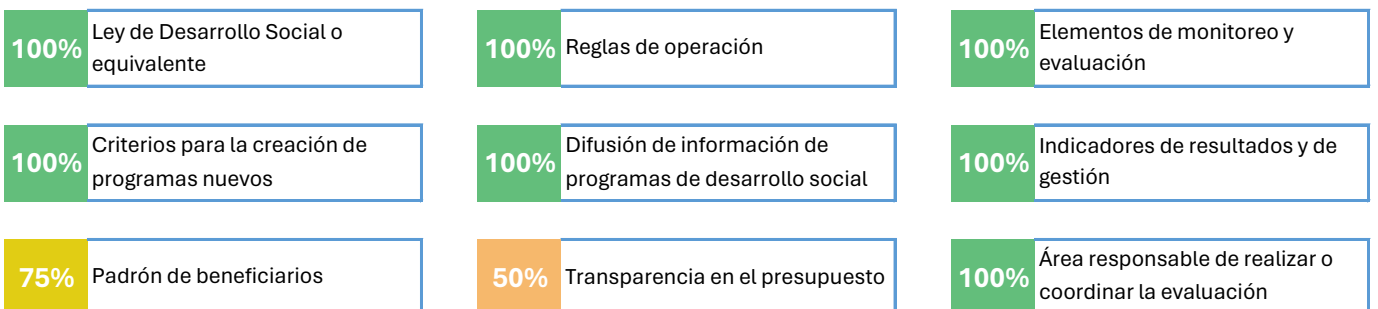 100% Ley de Desarrollo Social o
equivalente
100% Reglas de operación
100% Elementos de monitoreo y
evaluación
100% Criterios para la creación de
programas nuevos
100% Difusión de información de
programas de desarrollo social
100% Indicadores de resultados y de
gestión
75% Padrón de beneficiarios
50% Transparencia en el presupuesto
100% Área responsable de realizar o
coordinar la evaluación